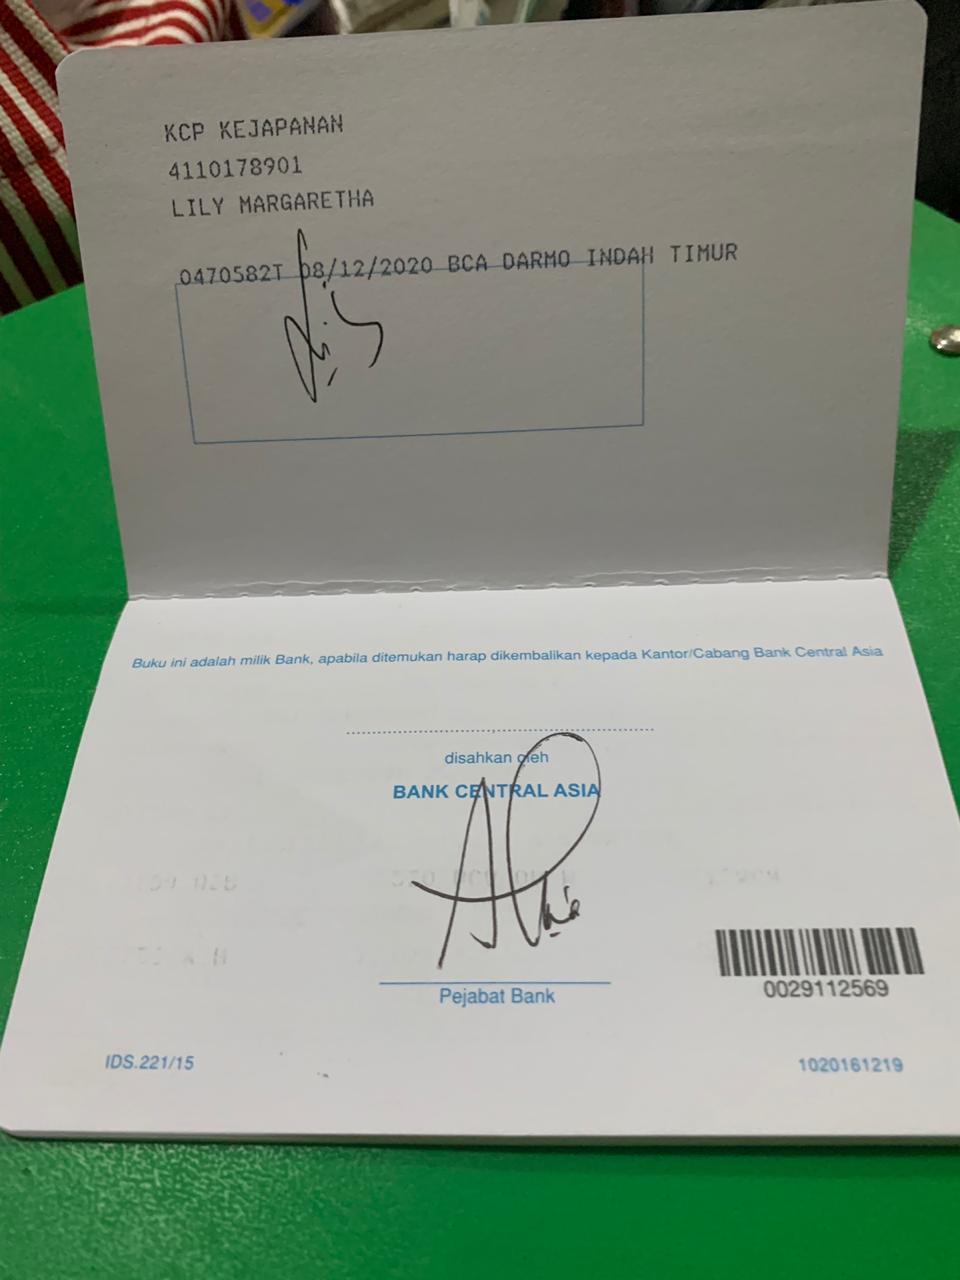 KCP KEJAPANAN
4110178901
LILY MARGARETHA
0470582T 08/12/2020 BCA DARMO INDAH TIMUR
Buku ini adalah milik Bank, apabila ditemukan harap dikembalikan kepada Kantor/Cabang Bank Central Asia
disahkan oleh
BANK CENTRAL ASIA
Pejabat Bank
0029112569
IDS.221/15
1020161219